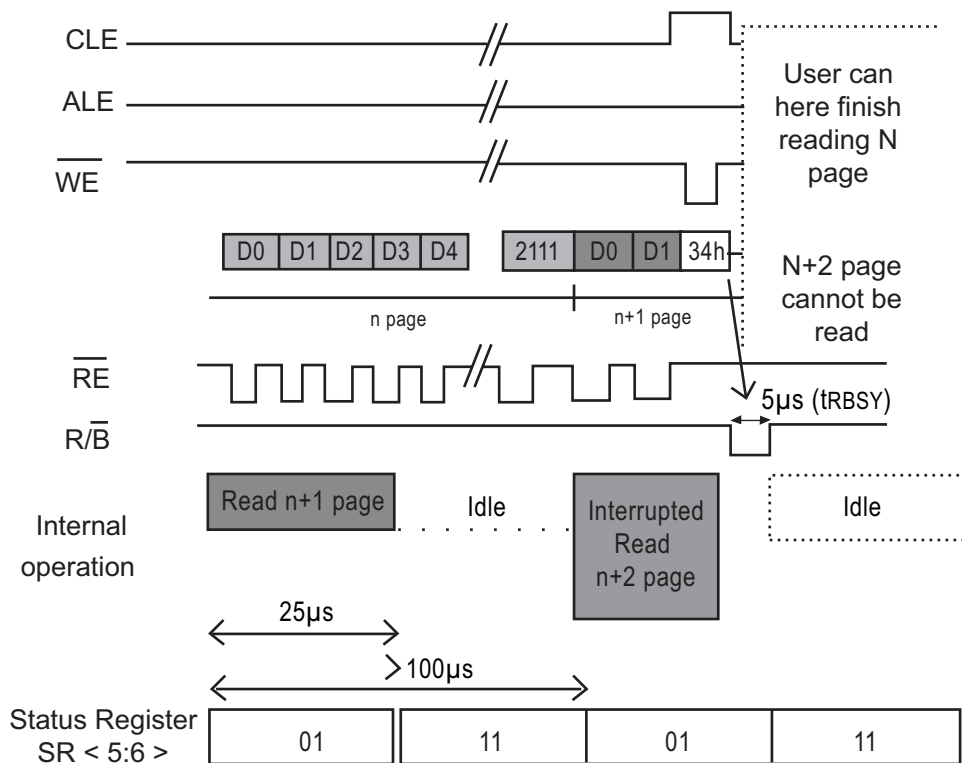 CLE
ALE
WE
User can
here finish
reading N
page
D0 D1 D2 D3 D4 2111 D0 D1 34h
N+2 page
cannot be
read
n page n+1 page
RE
5µs (tRBSY)
R/B
Internal
operation
Read n+1 page
Idle
Interrupted
Read
n+2 page
Idle
25µs
100µs
Status Register
SR < 5:6 >
01 11 01 11